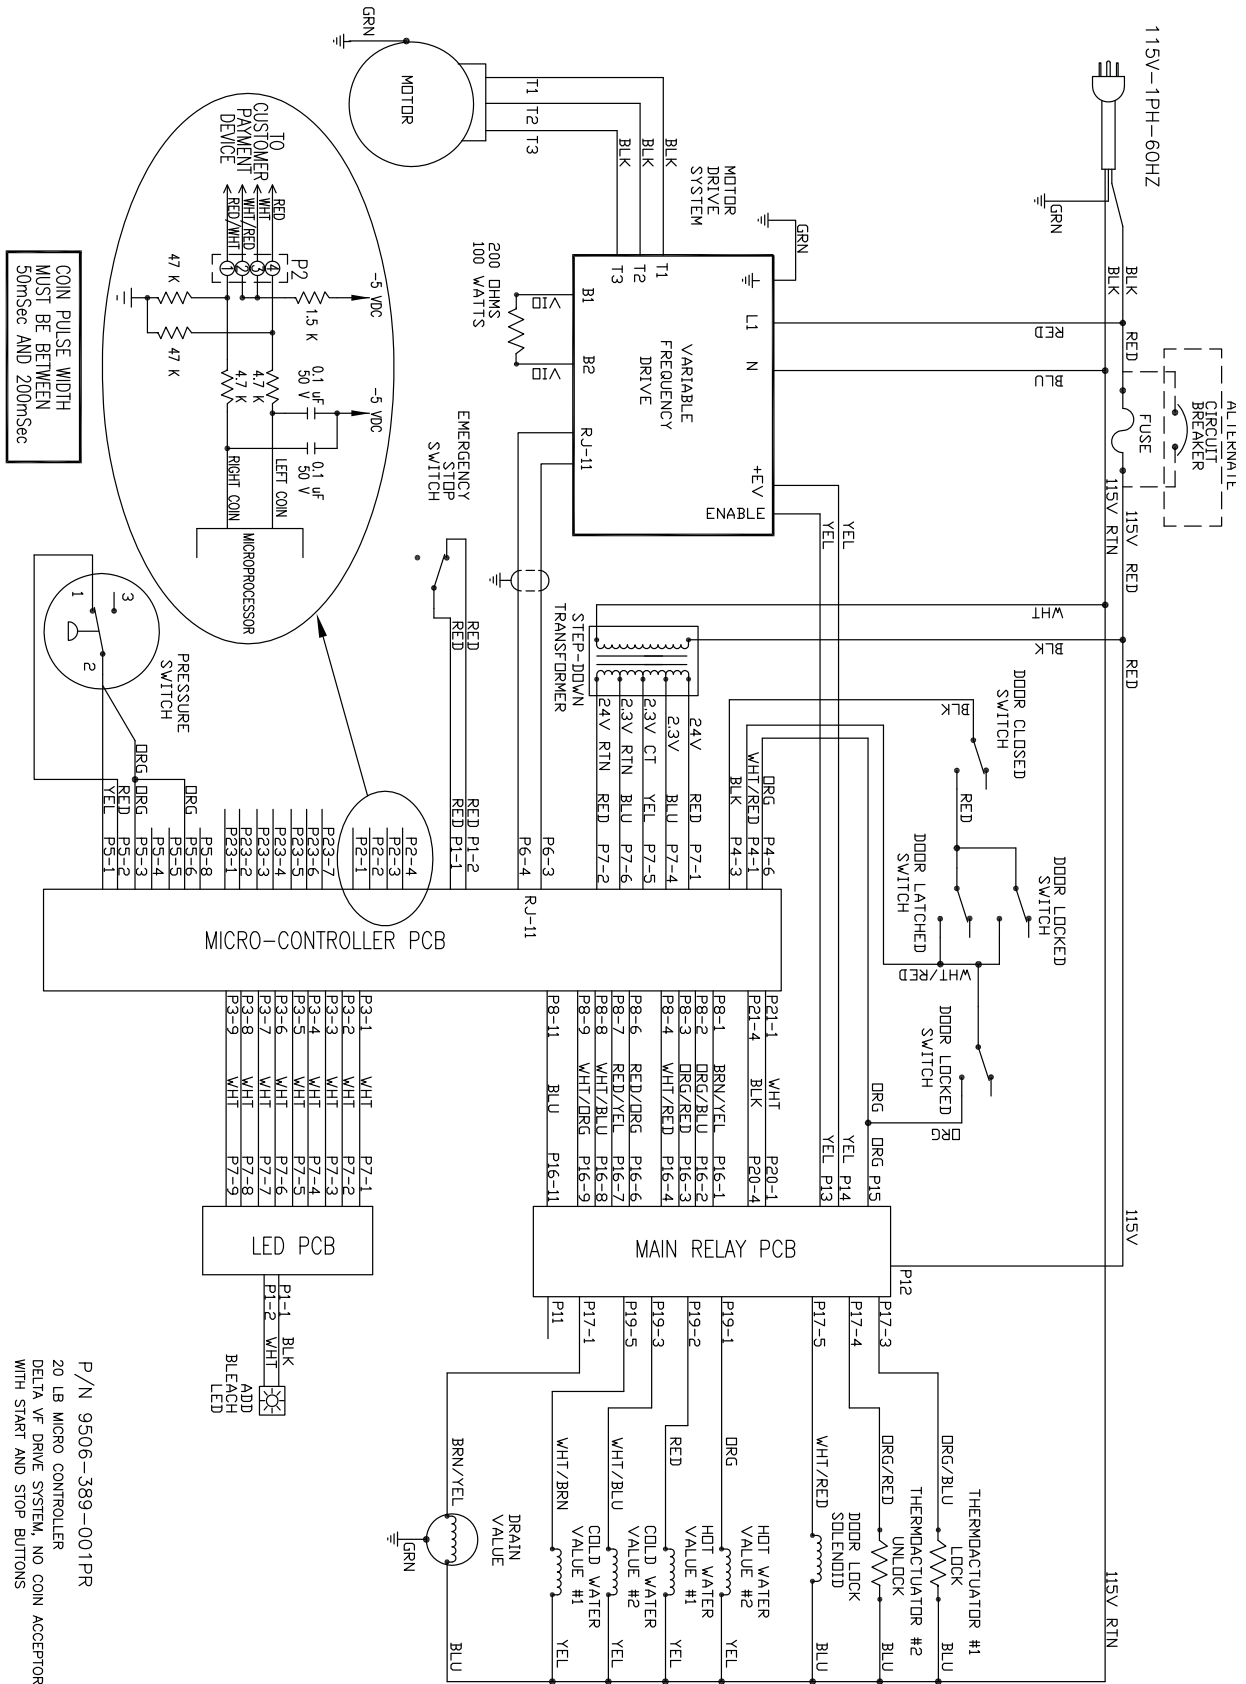 115V-1PH-60HZ
GRN
BLK
BLK
RED
ALTERNATE
CIRCUIT
BREAKER
FUSE
115V
115V RTN
RED
RED
115V
115V RTN
GRN
MOTOR
T1
T2
T3
BLK
BLK
BLK
MOTOR
DRIVE
SYSTEM
GRN
RED
BLU
L1
N
T1
T2
T3
VARIABLE
FREQUENCY
DRIVE
B1
B2
RJ-11
+EV
ENABLE
YEL
YEL
VIO
VIO
200 OHMS
100 WATTS
WHT
BLK
STEP-DOWN
TRANSFORMER
24V
2.3V
2.3V CT
2.3V RTN
24V RTN
RED
BLU
YEL
BLU
RED
P7-1
P7-4
P7-5
P7-6
P7-2
DOOR CLOSED
SWITCH
BLK
RED
DOOR LOCKED
SWITCH
DOOR LATCHED
SWITCH
WHT/RED
DOOR LOCKED
SWITCH
ORG
ORG
ORG P15
YEL P14
YEL P13
ORG P4-6
WHT/RED P4-1
BLK P4-3
EMERGENCY
STOP
SWITCH
RED
RED
RED P1-2
RED P1-1
P6-3
P6-4
RJ-11
TO
CUSTOMER
PAYMENT
DEVICE
RED
WHT
WHT/RED
RED/WHT
P2
4
3
2
1
-5 VDC
1.5 K
47 K
47 K
4.7 K
4.7 K
0.1 uF
50 V
0.1 uF
50 V
-5 VDC
LEFT COIN
RIGHT COIN
MICROPROCESSOR
COIN PULSE WIDTH
MUST BE BETWEEN
50mSec AND 200mSec
PRESSURE
SWITCH
1
2
3
ORG
ORG
ORG
RED
YEL
P5-8
P5-6
P5-5
P5-4
P5-3
P5-2
P5-1
P23-7
P23-6
P23-5
P23-4
P23-3
P23-2
P23-1
P2-4
P2-3
P2-2
P2-1
MICRO-CONTROLLER PCB
P21-1 WHT P20-1
P21-4 BLK P20-4
P8-1 BRN/YEL P16-1
P8-2 ORG/BLU P16-2
P8-3 ORG/RED P16-3
P8-4 WHT/RED P16-4
P8-6 RED/ORG P16-6
P8-7 RED/YEL P16-7
P8-8 WHT/BLU P16-8
P8-9 WHT/ORG P16-9
P8-11 BLU P16-11
P3-1 WHT P7-1
P3-2 WHT P7-2
P3-3 WHT P7-3
P3-4 WHT P7-4
P3-5 WHT P7-5
P3-6 WHT P7-6
P3-7 WHT P7-7
P3-8 WHT P7-8
P3-9 WHT P7-9
MAIN RELAY PCB
P12
LED PCB
P1-1 BLK
P1-2 WHT
ADD
BLEACH
LED
P17-3
P17-4
P17-5
P19-1
P19-2
P19-3
P19-5
P17-1
P11
ORG/BLU
THERMOACTUATOR #1
LOCK
BLU
ORG/RED
THERMOACTUATOR #2
UNLOCK
BLU
WHT/RED
DOOR LOCK
SOLENOID
BLU
ORG
HOT WATER
VALUE #2
YEL
RED
HOT WATER
VALUE #1
YEL
WHT/BLU
COLD WATER
VALUE #2
YEL
WHT/BRN
COLD WATER
VALUE #1
YEL
BRN/YEL
DRAIN
VALUE
GRN
BLU
P/N 9506-389-001PR
20 LB MICRO CONTROLLER
DELTA VF DRIVE SYSTEM, NO COIN ACCEPTOR
WITH START AND STOP BUTTONS